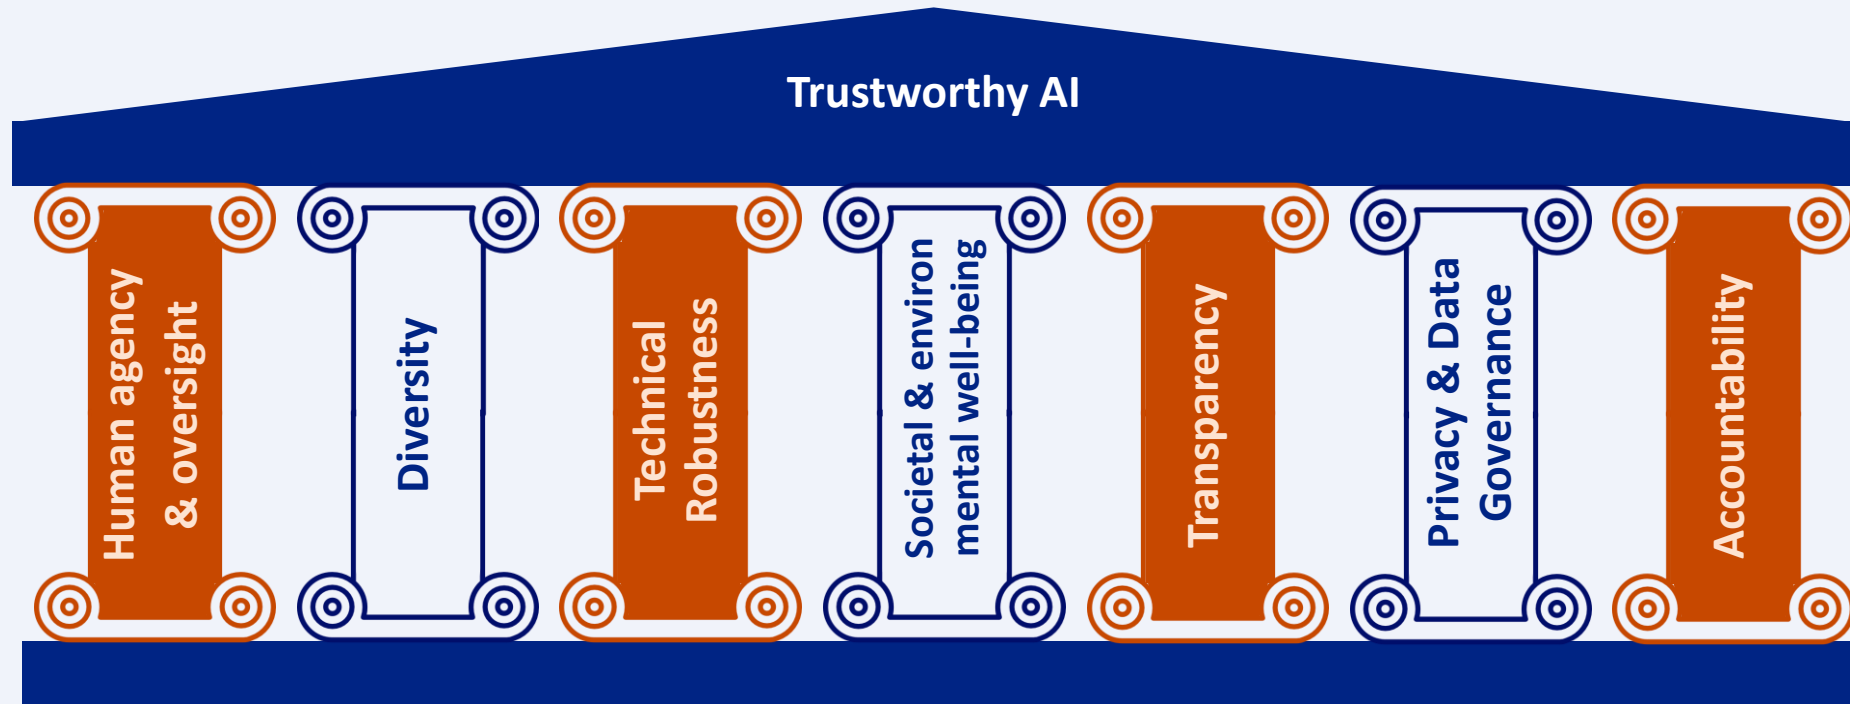 Trustworthy AI
Human agency
& oversight
Diversity
Technical
Robustness
Societal & environ
mental well-being
Transparency
Privacy & Data
Governance
Accountability